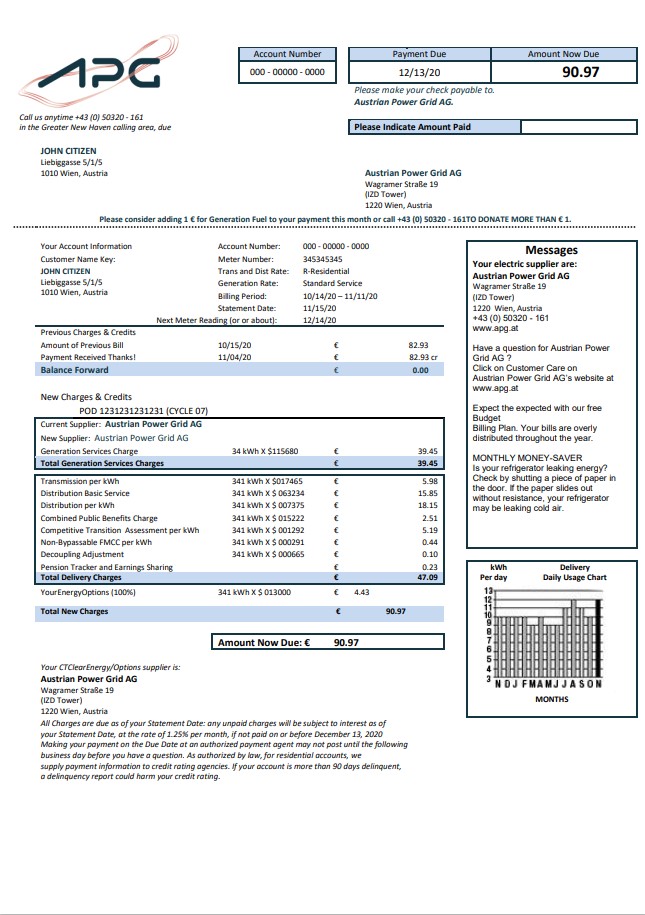 APG
Account Number
000 - 00000 - 0000
Payment Due
Amount Now Due
12/13/20
90.97
Please make your check payable to.
Austrian Power Grid AG.
Call us anytime +43 (0) 50320 - 161
in the Greater New Haven calling area, due
Please Indicate Amount Paid
JOHN CITIZEN
Liebiggasse 5/1/5
1010 Wien, Austria
Austrian Power Grid AG
Wagramer Straße 19
(IZD Tower)
1220 Wien, Austria
Please consider adding 1 € for Generation Fuel to your payment this month or call +43 (0) 50320 - 161TO DONATE MORE THAN € 1.
Your Account Information
Customer Name Key:
JOHN CITIZEN
Liebiggasse 5/1/5
1010 Wien, Austria
Account Number: 000 - 00000 - 0000
Meter Number: 345345345
Trans and Dist Rate: R-Residential
Generation Rate: Standard Service
Billing Period: 10/14/20 – 11/11/20
Statement Date: 11/15/20
Next Meter Reading (or or about): 12/14/20
Previous Charges & Credits
Amount of Previous Bill 10/15/20 € 82.93
Payment Received Thanks! 11/04/20 € 82.93 cr
Balance Forward € 0.00
New Charges & Credits
POD 1231231231231 (CYCLE 07)
Current Supplier: Austrian Power Grid AG
New Supplier: Austrian Power Grid AG
Generation Services Charge 34 kWh X $115680 € 39.45
Total Generation Services Charges € 39.45
Transmission per kWh 341 kWh X $017465 € 5.98
Distribution Basic Service 341 kWh X $ 063234 € 15.85
Distribution per kWh 341 kWh X $ 007375 € 18.15
Combined Public Benefits Charge 341 kWh X $ 015222 € 2.51
Competitive Transition Assessment per kWh 341 kWh X $ 001292 € 5.19
Non-Bypassable FMCC per kWh 341 kWh X $ 000291 € 0.44
Decoupling Adjustment 341 kWh X $ 000665 € 0.10
Pension Tracker and Earnings Sharing € 0.23
Total Delivery Charges € 47.09
YourEnergyOptions (100%) 341 kWh X $ 013000 € 4.43
Total New Charges € 90.97
Amount Now Due: € 90.97
Your CTClearEnergy/Options supplier is:
Austrian Power Grid AG
Wagramer Straße 19
(IZD Tower)
1220 Wien, Austria
All Charges are due as of your Statement Date: any unpaid charges will be subject to interest as of
your Statement Date, at the rate of 1.25% per month, if not paid on or before December 13, 2020
Making your payment on the Due Date at an authorized payment agent may not post until the following
business day before you have a question. As authorized by law, for residential accounts, we
supply payment information to credit rating agencies. If your account is more than 90 days delinquent,
a delinquency report could harm your credit rating.
Messages
Your electric supplier are:
Austrian Power Grid AG
Wagramer Straße 19
(IZD Tower)
1220 Wien, Austria
+43 (0) 50320 - 161
www.apg.at
Have a question for Austrian Power
Grid AG ?
Click on Customer Care on
Austrian Power Grid AG's website at
www.apg.at
Expect the expected with our free
Budget
Billing Plan. Your bills are overly
distributed throughout the year.
MONTHLY MONEY-SAVER
Is your refrigerator leaking energy?
Check by shutting a piece of paper in
the door. If the paper slides out
without resistance, your refrigerator
may be leaking cold air.
kWh Delivery
Per day Daily Usage Chart
13
12
11
10
9
8
7
6
5
4
3
N D J F M A M J J A S O N
MONTHS